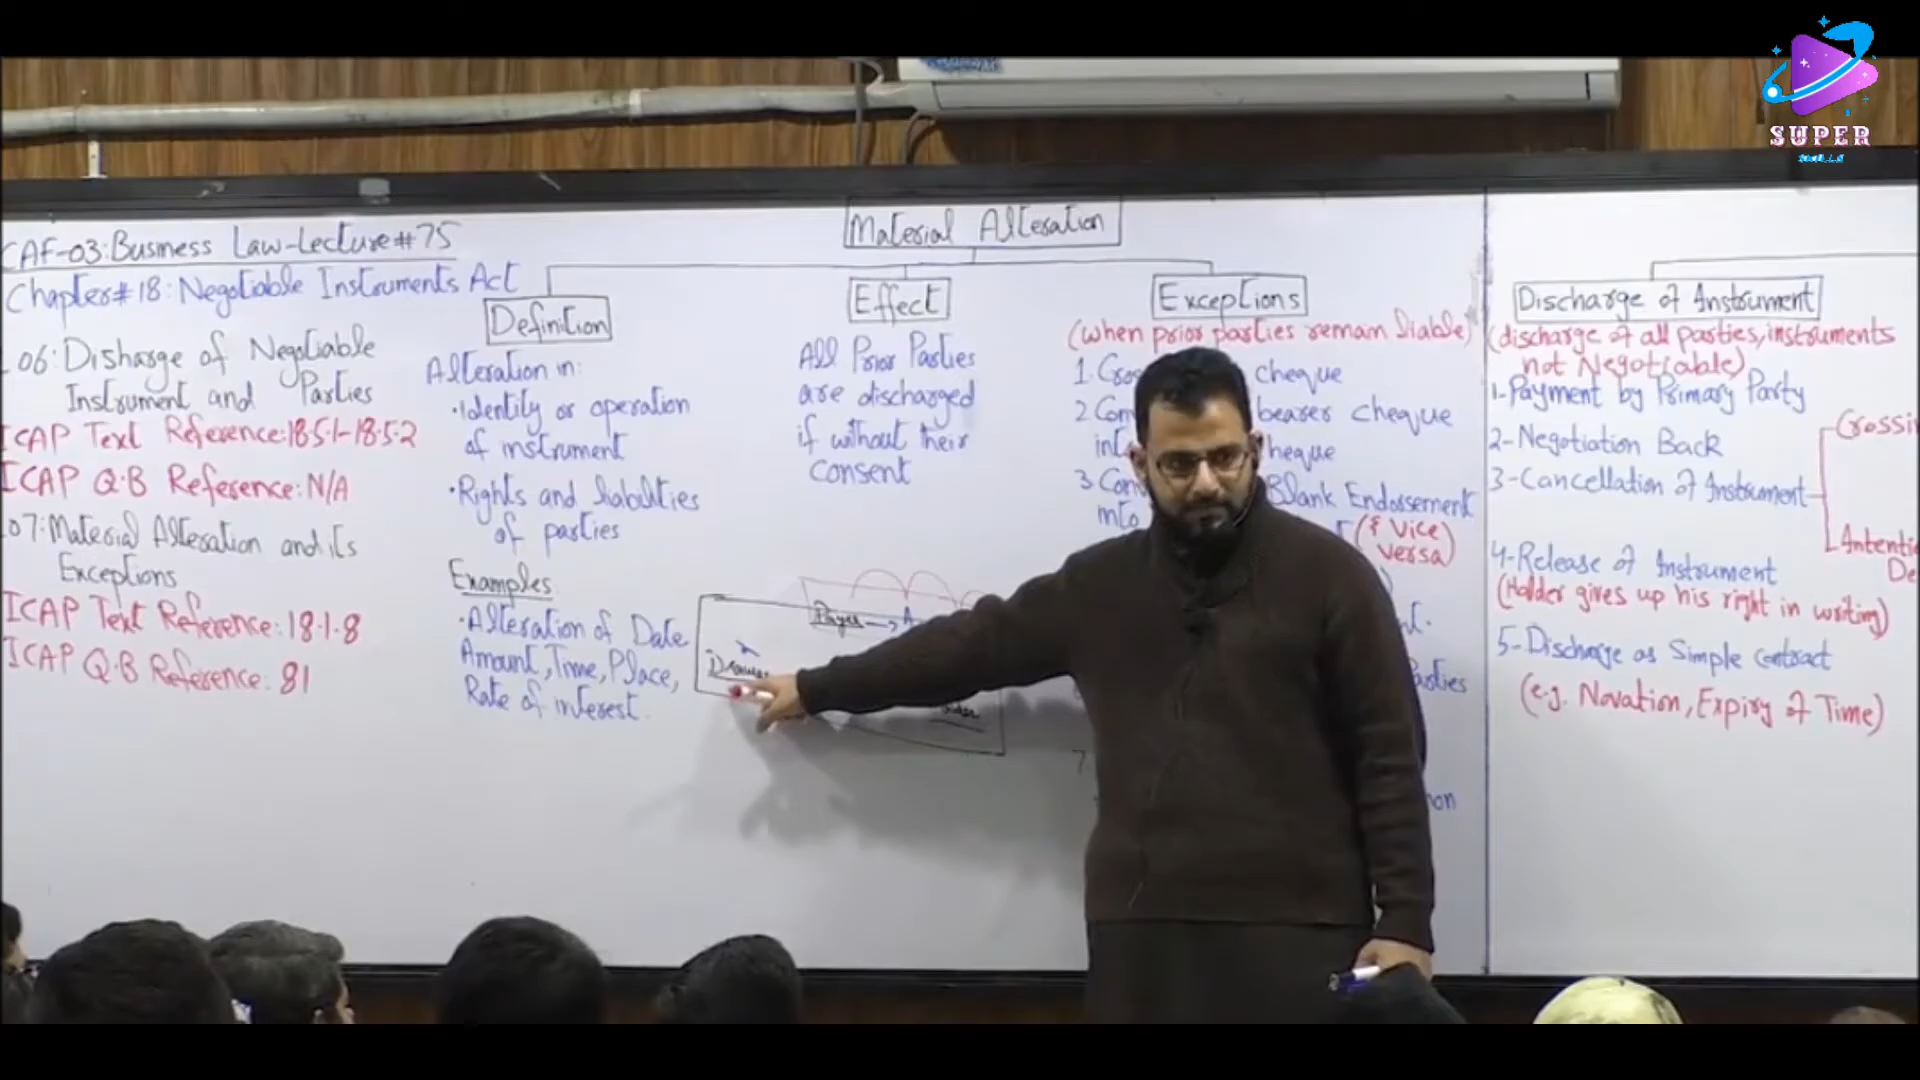 SUPER
CAF-03:Business Law-Lecture#75
Chapter#18: Negotiable Instruments Act
06: Disharge of Negotiable
Instrument and Parties
ICAP Text Reference:18.5.1-18.5.2
ICAP Q.B Reference:N/A
07:Material Alteration and its
Exceptions
ICAP Text Reference:18.1.8
ICAP Q.B Reference: 81
Material Alteration
Definition
Alteration in:
•Identity or operation
of instrument
•Rights and liabilities
of parties
Examples
•Alteration of Date
Amount, Time, Place,
Rate of interest.
Effect
All Prior Parties
are discharged
if without their
consent
Payee → A
Exceptions
(when prior parties remain liable)
1. cheque
2 bearer cheque
3 Blank Endorsement
(& vice
versa)
7
Discharge of Instrument
(discharge of all parties, instruments
not Negotiable)
1-Payment by Primary Party
2-Negotiation Back
3-Cancellation of Instrument
4-Release of Instrument
(Holder gives up his right in writing)
5-Discharge as Simple contract
(e.g. Novation, Expiry of Time)